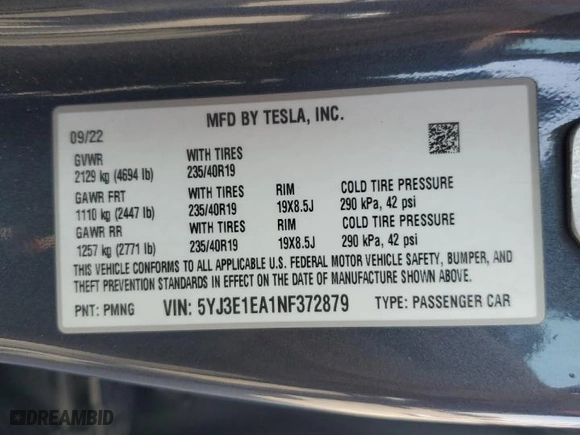 MFD BY TESLA, INC.
09/22
GVWR WITH TIRES
2129 kg (4694 lb) 235/40R19
GAWR FRT WITH TIRES RIM COLD TIRE PRESSURE
1110 kg (2447 lb) 235/40R19 19X8.5J 290 kPa, 42 psi
GAWR RR WITH TIRES RIM COLD TIRE PRESSURE
1257 kg (2771 lb) 235/40R19 19X8.5J 290 kPa, 42 psi
THIS VEHICLE CONFORMS TO ALL APPLICABLE U.S. FEDERAL MOTOR VEHICLE SAFETY, BUMPER, AND
THEFT PREVENTION STANDARDS IN EFFECT ON THE DATE OF MANUFACTURE SHOWN ABOVE.
PNT: PMNG VIN: 5YJ3E1EA1NF372879 TYPE: PASSENGER CAR
DREAMBID